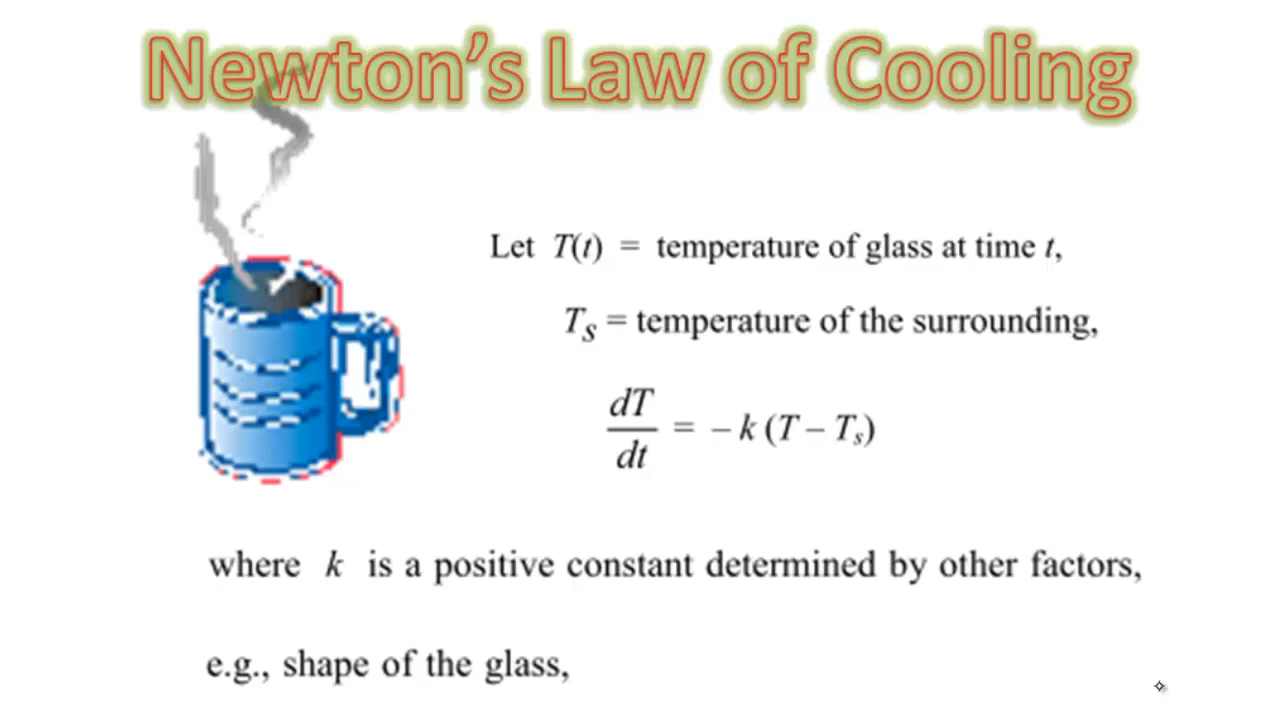 Newton's Law of Cooling
Let T(t) = temperature of glass at time t,
T_s = temperature of the surrounding,
dT/dt = – k (T – T_s)
where k is a positive constant determined by other factors,
e.g., shape of the glass,